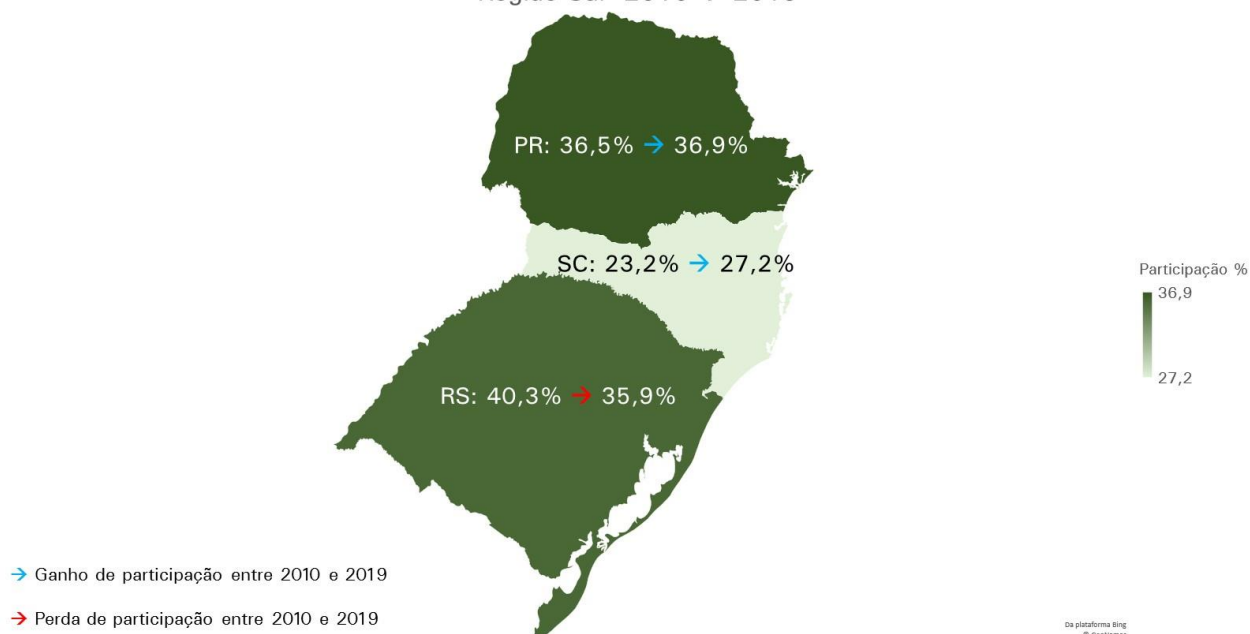 PR: 36,5% → 36,9%
SC: 23,2% → 27,2%
Participação %
36,9
27,2
RS: 40,3% → 35,9%
→ Ganho de participação entre 2010 e 2019
→ Perda de participação entre 2010 e 2019
Da plataforma Bing